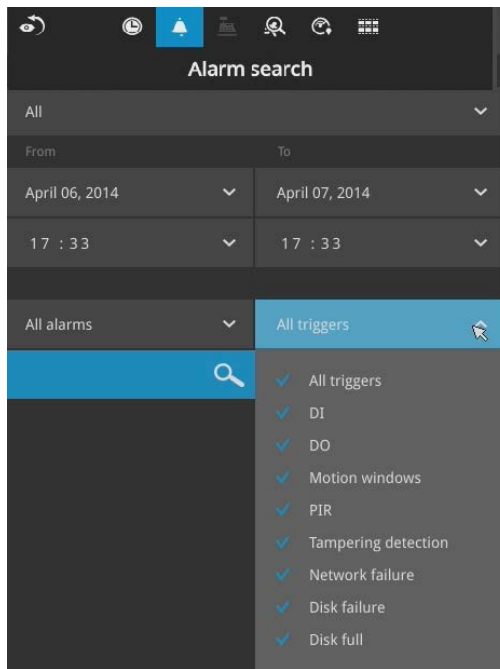 Alarm search
All
From To
April 06, 2014 April 07, 2014
17 : 33 17 : 33
All alarms All triggers
All triggers
DI
DO
Motion windows
PIR
Tampering detection
Network failure
Disk failure
Disk full